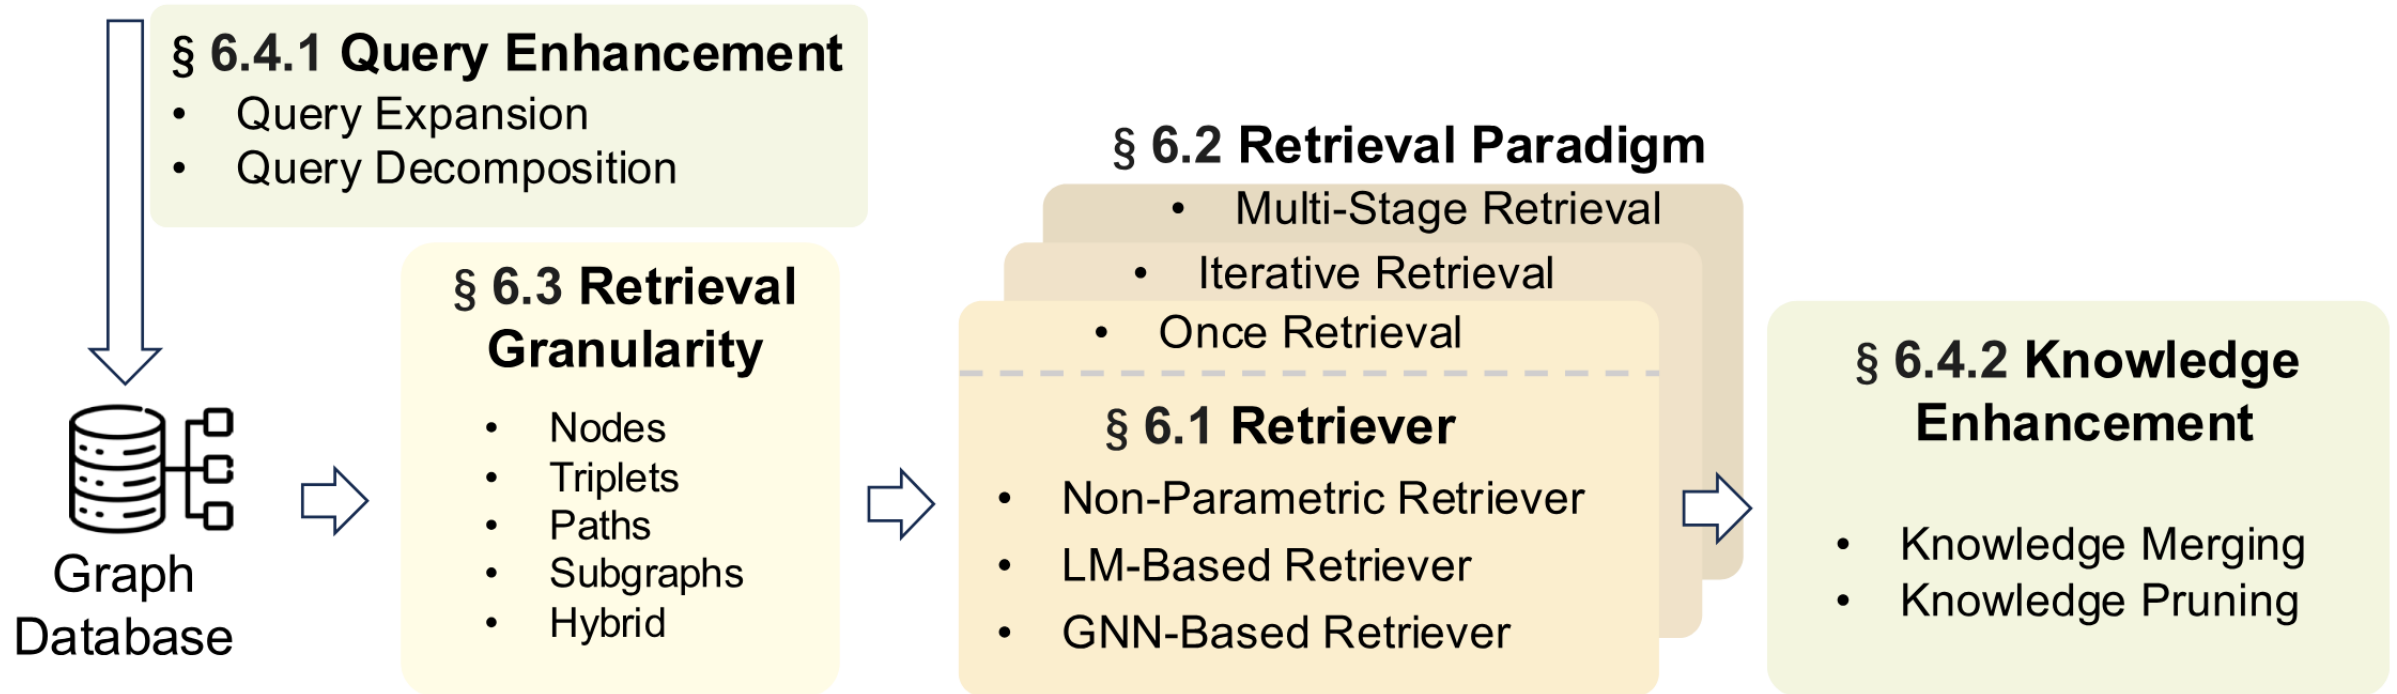 § 6.4.1 Query Enhancement
• Query Expansion
• Query Decomposition
Graph
Database
§ 6.3 Retrieval
Granularity
• Nodes
• Triplets
• Paths
• Subgraphs
• Hybrid
§ 6.2 Retrieval Paradigm
• Multi-Stage Retrieval
• Iterative Retrieval
• Once Retrieval
§ 6.1 Retriever
• Non-Parametric Retriever
• LM-Based Retriever
• GNN-Based Retriever
§ 6.4.2 Knowledge
Enhancement
• Knowledge Merging
• Knowledge Pruning